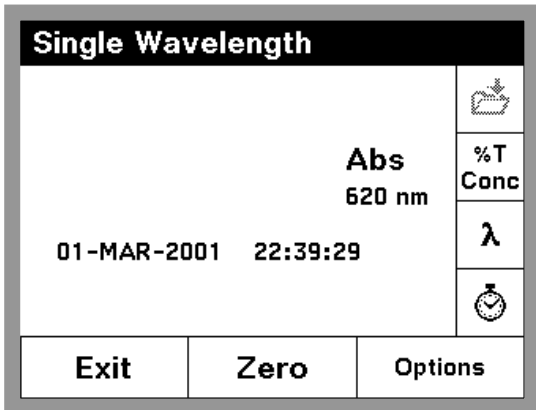 Single Wavelength
Abs
620 nm
01-MAR-2001 22:39:29
%T
Conc
λ
Exit Zero Options